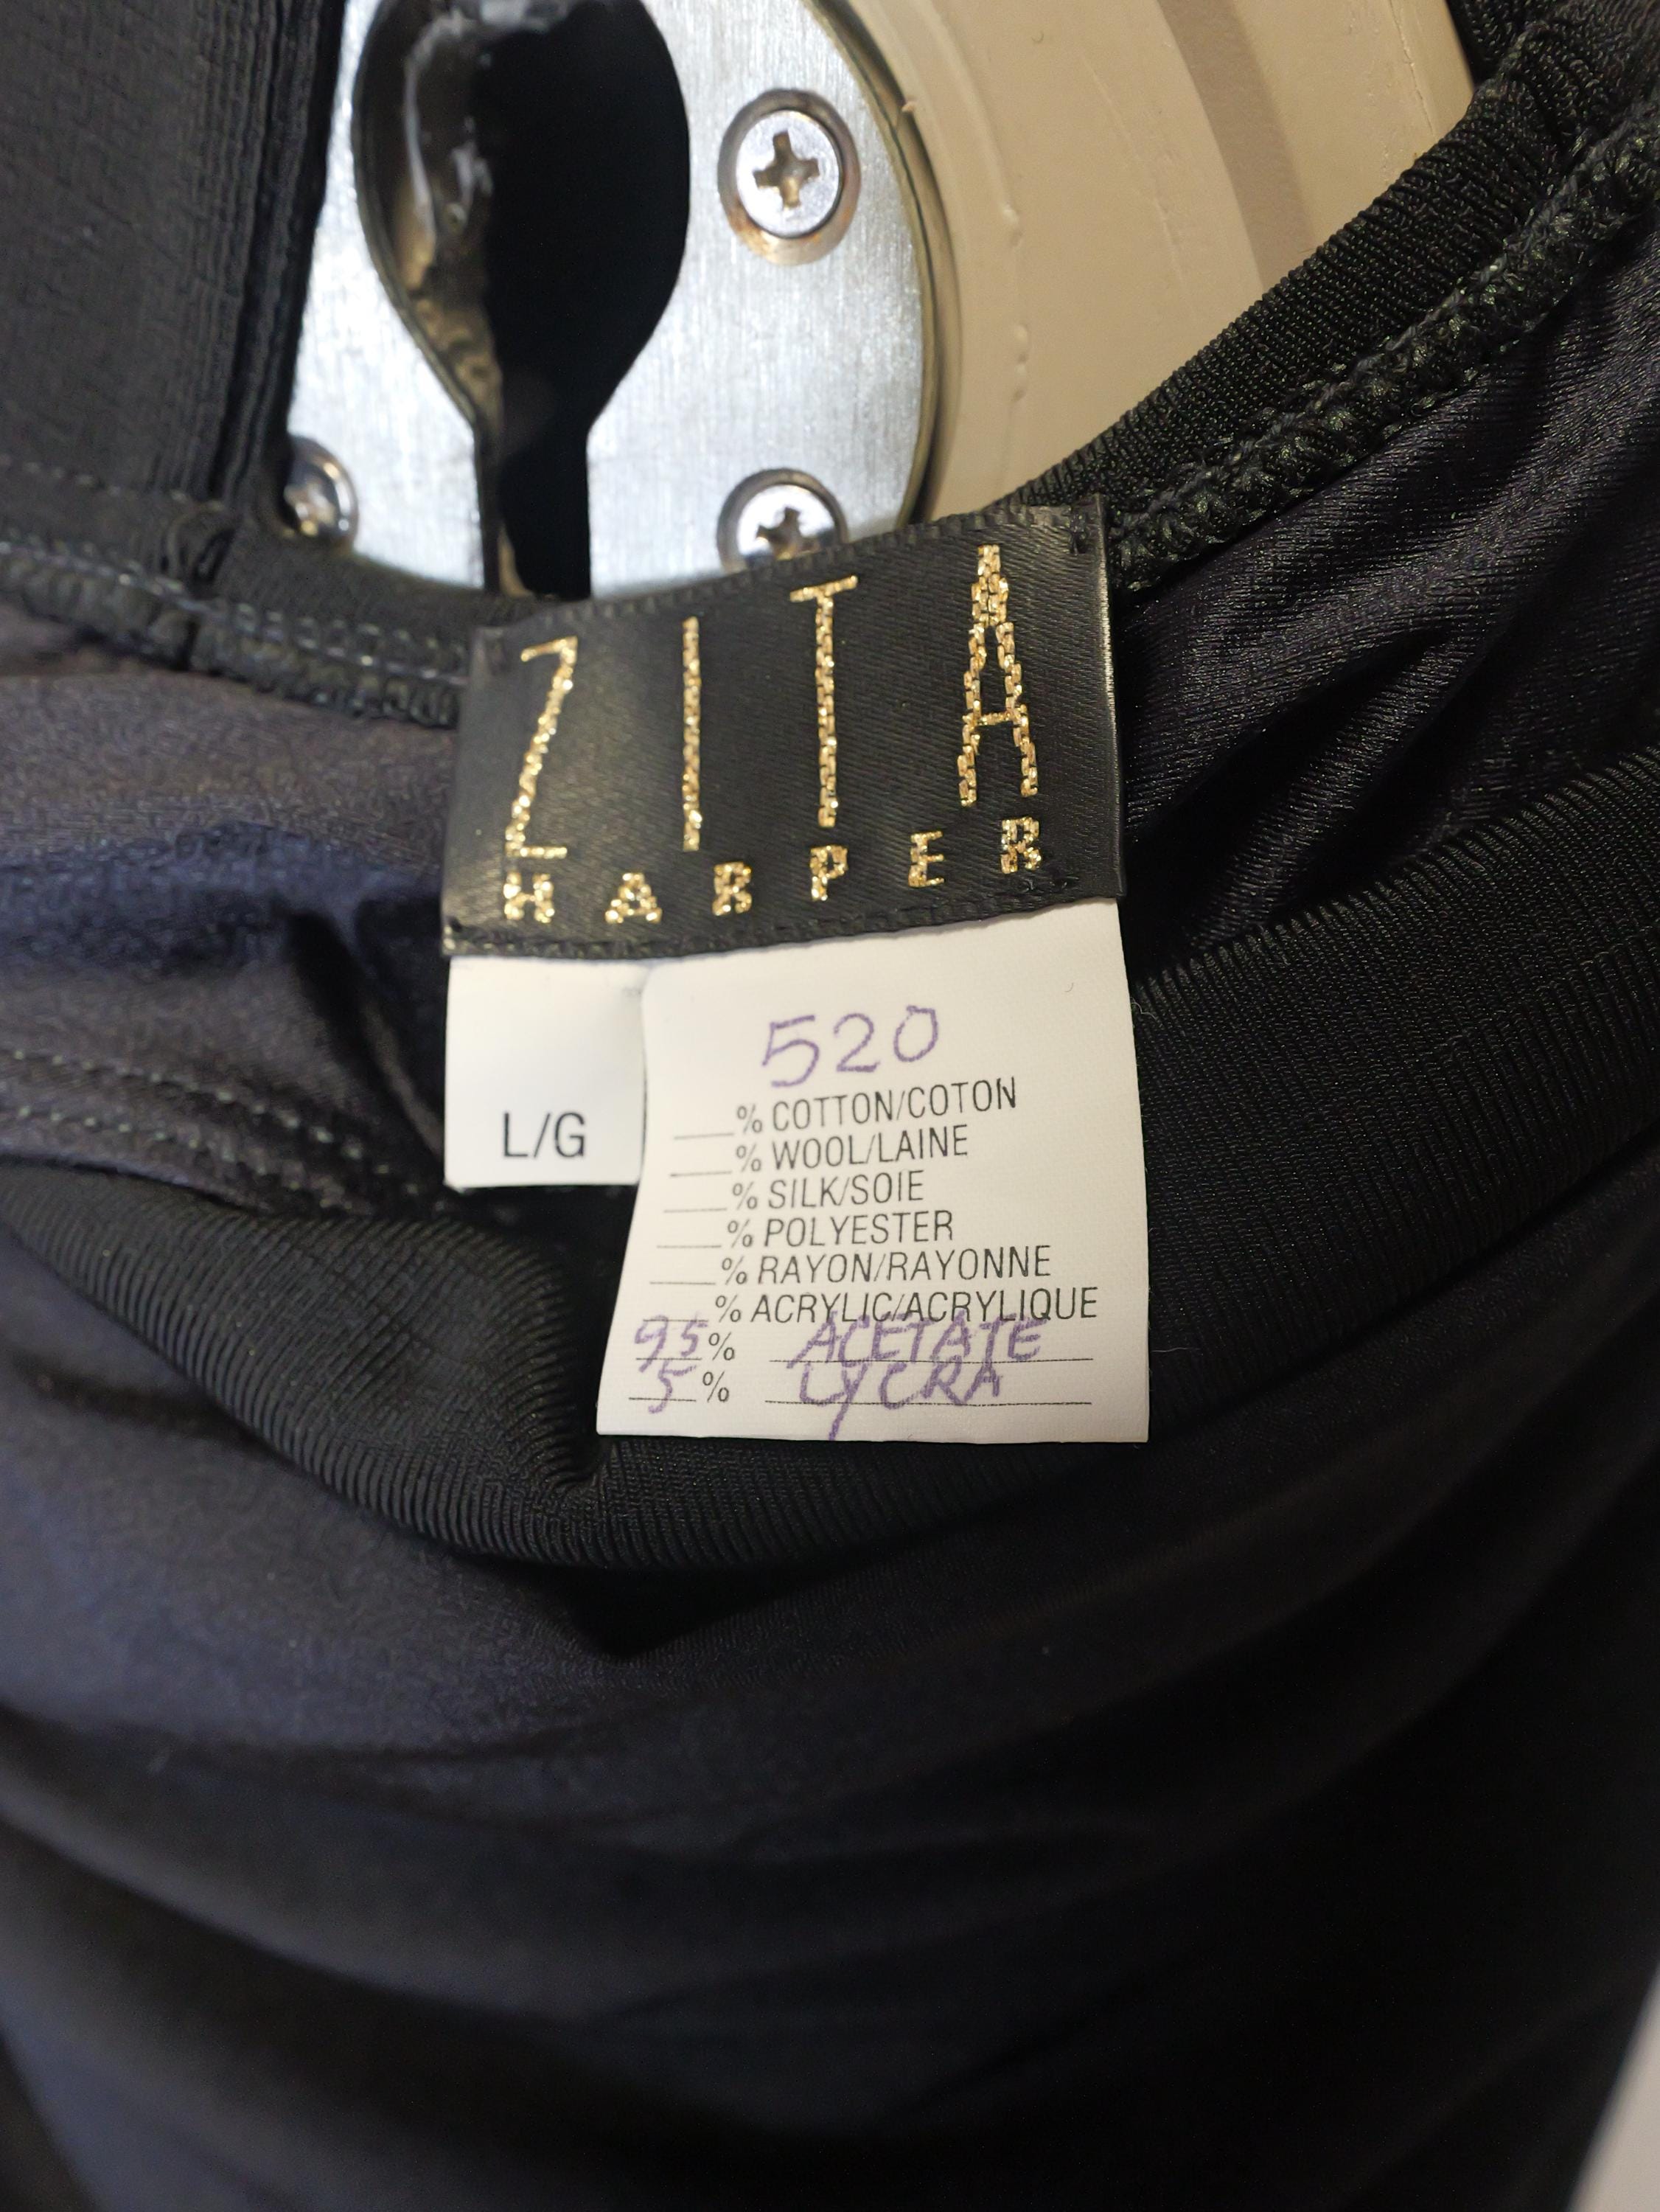 ZITA
HARPER
L/G
520
___% COTTON/COTON
___% WOOL/LAINE
___% SILK/SOIE
___% POLYESTER
___% RAYON/RAYONNE
___% ACRYLIC/ACRYLIQUE
95% ACETATE
5% LYCRA